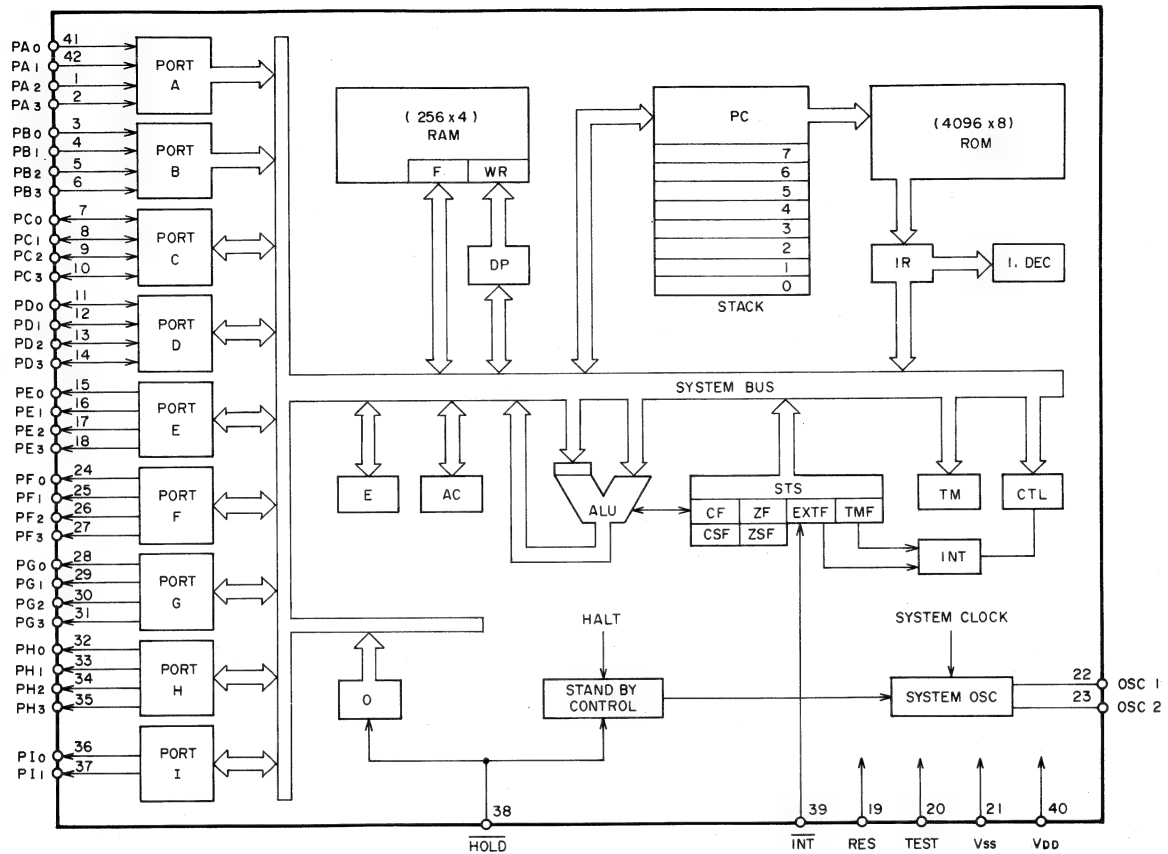 PA0 41
PA1 42
PA2 1
PA3 2
PORT
A
PB0 3
PB1 4
PB2 5
PB3 6
PORT
B
PC0 7
PC1 8
PC2 9
PC3 10
PORT
C
PD0 11
PD1 12
PD2 13
PD3 14
PORT
D
PE0 15
PE1 16
PE2 17
PE3 18
PORT
E
PF0 24
PF1 25
PF2 26
PF3 27
PORT
F
PG0 28
PG1 29
PG2 30
PG3 31
PORT
G
PH0 32
PH1 33
PH2 34
PH3 35
PORT
H
PI0 36
PI1 37
PORT
I
(256x4)
RAM
F WR
DP
PC
7
6
5
4
3
2
1
0
STACK
(4096x8)
ROM
IR
I. DEC
SYSTEM BUS
E
AC
ALU
STS
CF ZF EXTF TMF
CSF ZSF
TM
CTL
INT
HALT
SYSTEM CLOCK
O
STAND BY
CONTROL
SYSTEM OSC
22 OSC 1
23 OSC 2
38
HOLD
39
INT
19
RES
20
TEST
21
VSS
40
VDD